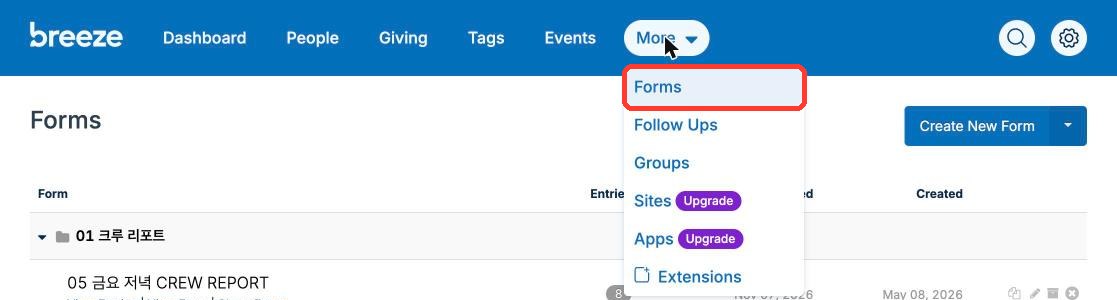 breeze Dashboard People Giving Tags Events More
Forms
Forms
Create New Form
Follow Ups
Groups
Form Created
Sites Upgrade
01 크루 리포트
Apps Upgrade
05 금요 저녁 CREW REPORT
Extensions
8 2026 May 08, 2026